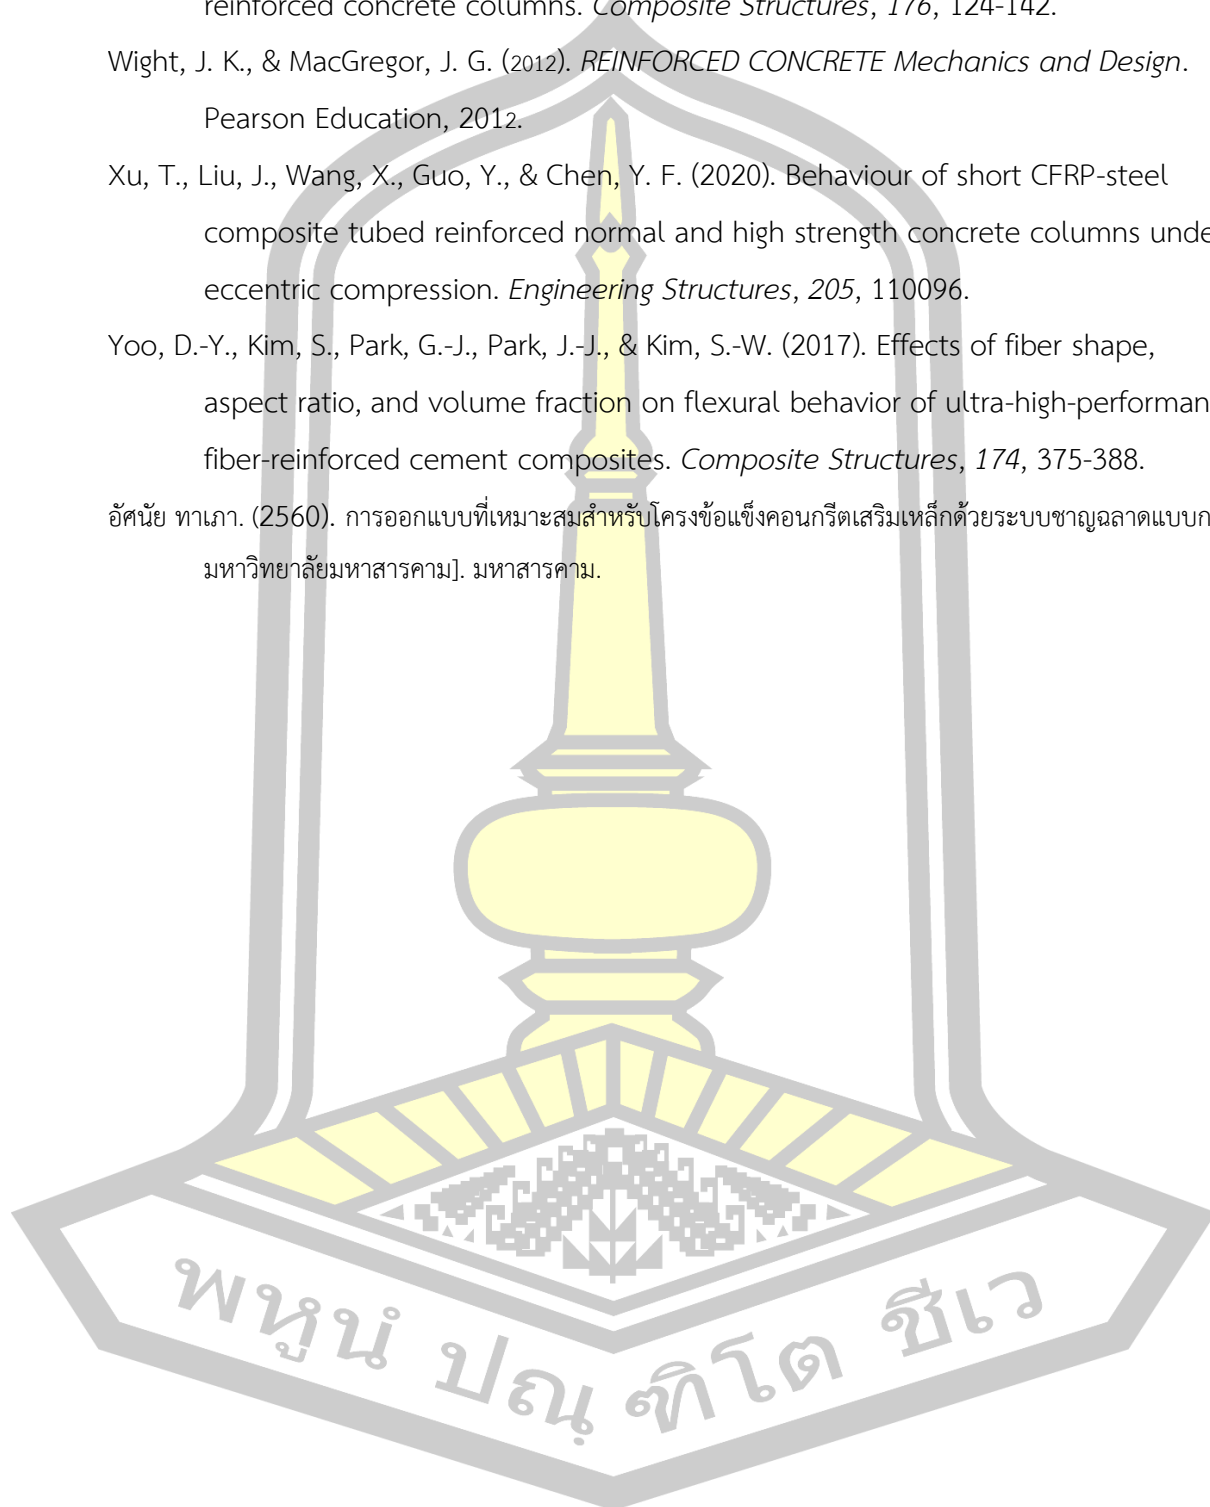 reinforced concrete columns. Composite Structures, 176, 124-142.
Wight, J. K., & MacGregor, J. G. (2012). REINFORCED CONCRETE Mechanics and Design.
Pearson Education, 2012.
Xu, T., Liu, J., Wang, X., Guo, Y., & Chen, Y. F. (2020). Behaviour of short CFRP-steel
composite tubed reinforced normal and high strength concrete columns unde
eccentric compression. Engineering Structures, 205, 110096.
Yoo, D.-Y., Kim, S., Park, G.-J., Park, J.-J., & Kim, S.-W. (2017). Effects of fiber shape,
aspect ratio, and volume fraction on flexural behavior of ultra-high-performan
fiber-reinforced cement composites. Composite Structures, 174, 375-388.
อัศนัย ทาเภา. (2560). การออกแบบที่เหมาะสมสำหรับโครงข้อแข็งคอนกรีตเสริมเหล็กด้วยระบบชาญฉลาดแบบก
มหาวิทยาลัยมหาสารคาม]. มหาสารคาม.
พหูนํ ปณฺฑิโต ชีเว